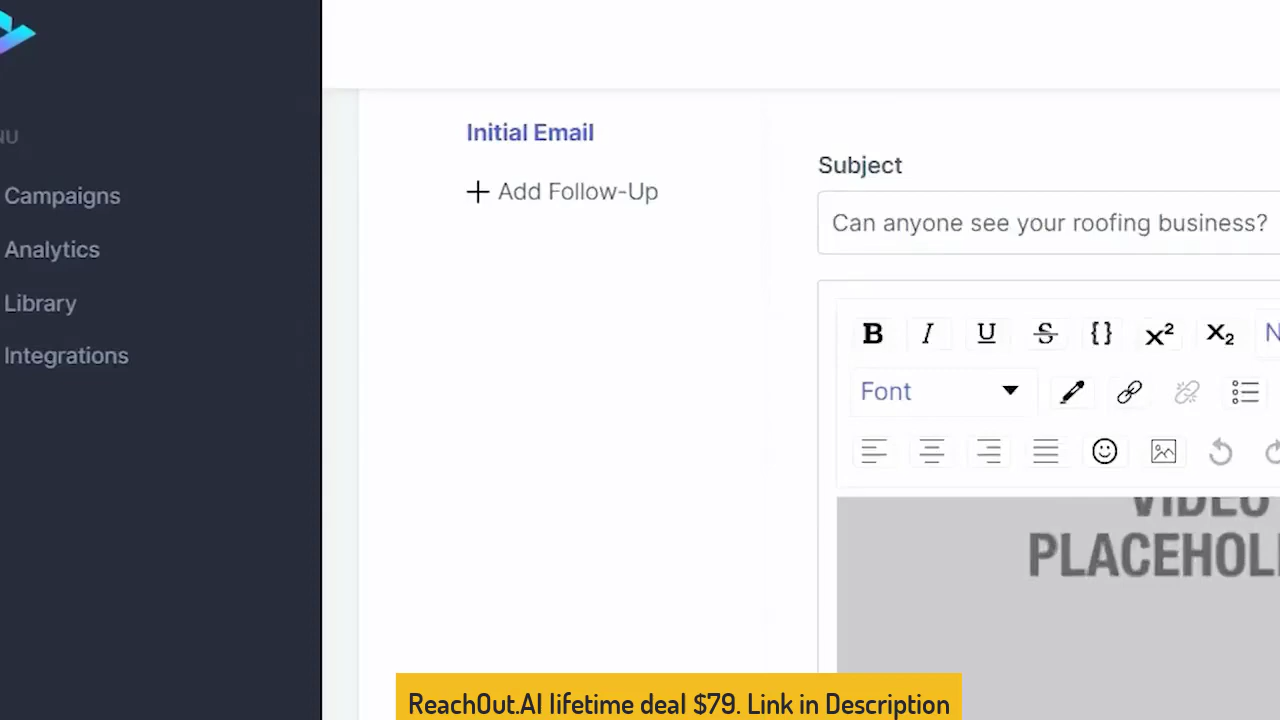 NU
Campaigns
Analytics
Library
Integrations
Initial Email
Add Follow-Up
Subject
Can anyone see your roofing business?
B I U S {} x² X₂ N
Font
VIDEO
PLACEHOL
ReachOut.AI lifetime deal $79. Link in Description